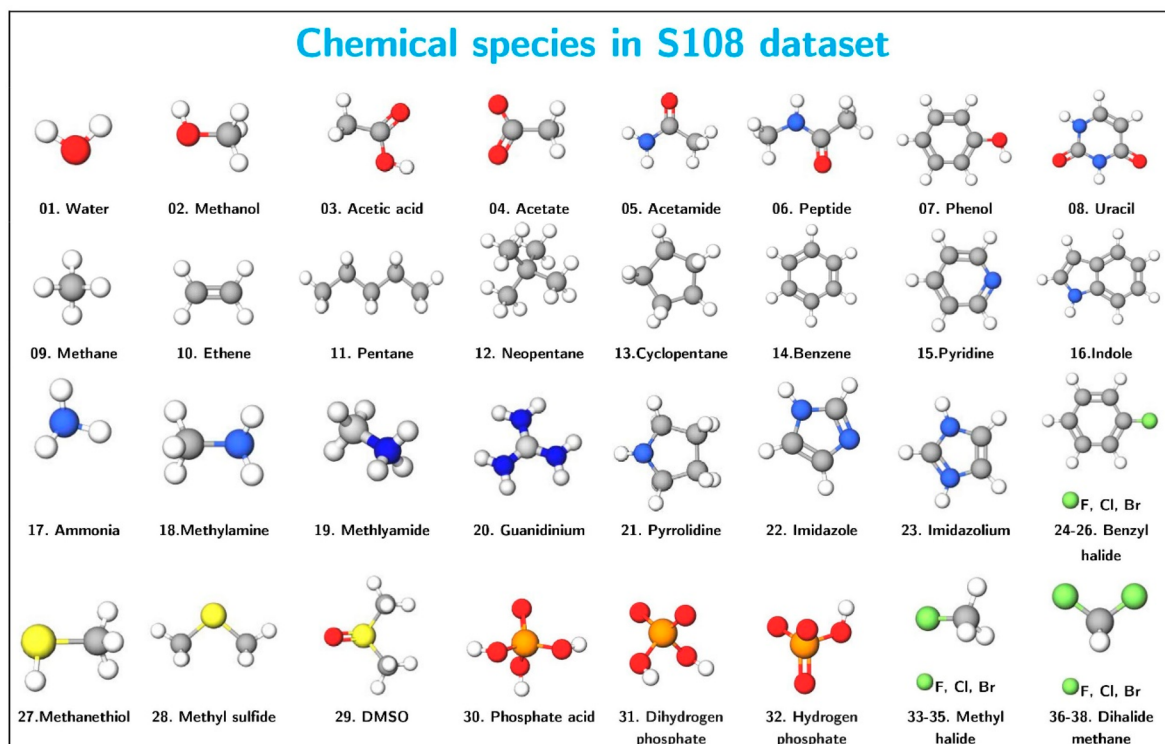 Chemical species in S108 dataset
01. Water
02. Methanol
03. Acetic acid
04. Acetate
05. Acetamide
06. Peptide
07. Phenol
08. Uracil
09. Methane
10. Ethene
11. Pentane
12. Neopentane
13.Cyclopentane
14.Benzene
15.Pyridine
16.Indole
F, Cl, Br
17. Ammonia
18.Methylamine
19. Methlyamide
20. Guanidinium
21. Pyrrolidine
22. Imidazole
23. Imidazolium
24-26. Benzyl
halide
F, Cl, Br
F, Cl, Br
27.Methanethiol
28. Methyl sulfide
29. DMSO
30. Phosphate acid
31. Dihydrogen
phosphate
32. Hydrogen
phosphate
33-35. Methyl
halide
36-38. Dihalide
methane